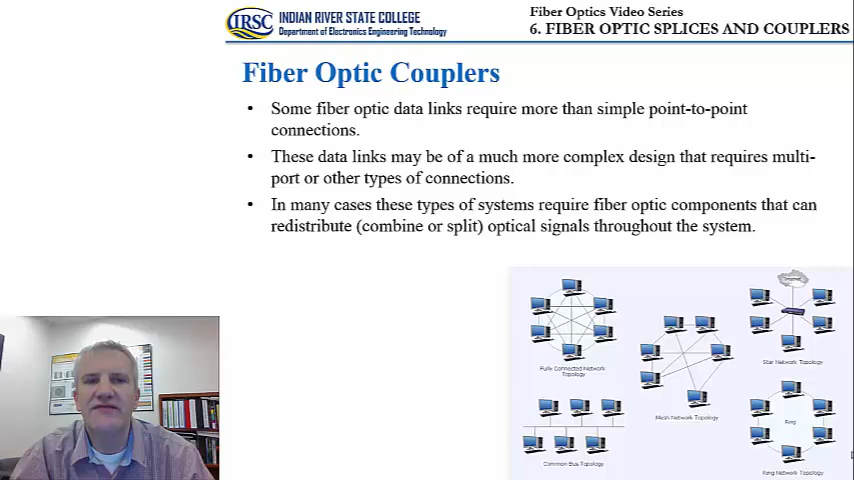 IRSC
INDIAN RIVER STATE COLLEGE
Department of Electronics Engineering Technology
Fiber Optics Video Series
6. FIBER OPTIC SPLICES AND COUPLERS
Fiber Optic Couplers
• Some fiber optic data links require more than simple point-to-point
connections.
• These data links may be of a much more complex design that requires multi-
port or other types of connections.
• In many cases these types of systems require fiber optic components that can
redistribute (combine or split) optical signals throughout the system.
Internet
Fully Connected Network
Topology
Mesh Network Topology
Star Network Topology
Common Bus Topology
Ring
Ring Network Topology